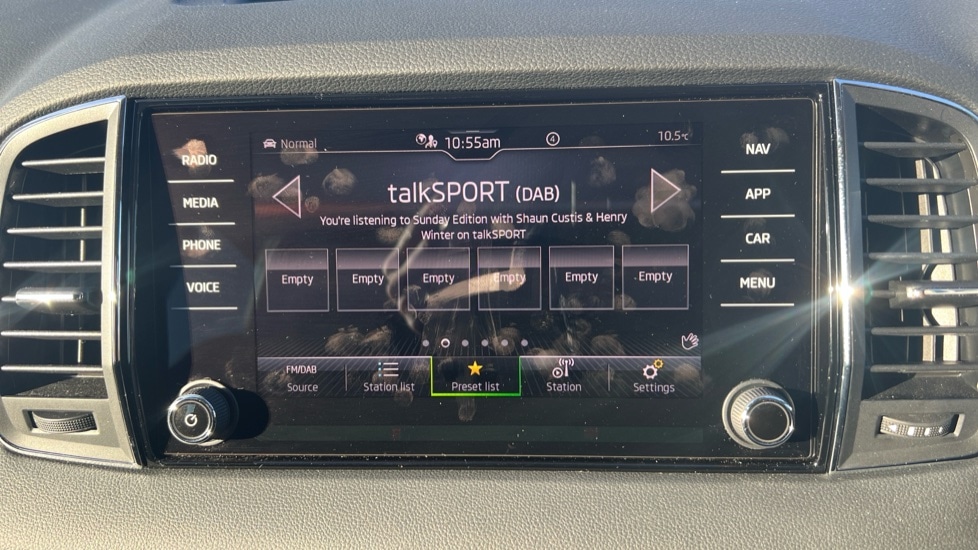 RADIO
MEDIA
PHONE
VOICE
Normal
10:55am
4
10.5°C
talkSPORT (DAB)
You're listening to Sunday Edition with Shaun Custis & Henry
Winter on talkSPORT
Empty Empty Empty Empty Empty Empty
FM/DAB
Source
Station list
Preset list
Station
Settings
NAV
APP
CAR
MENU